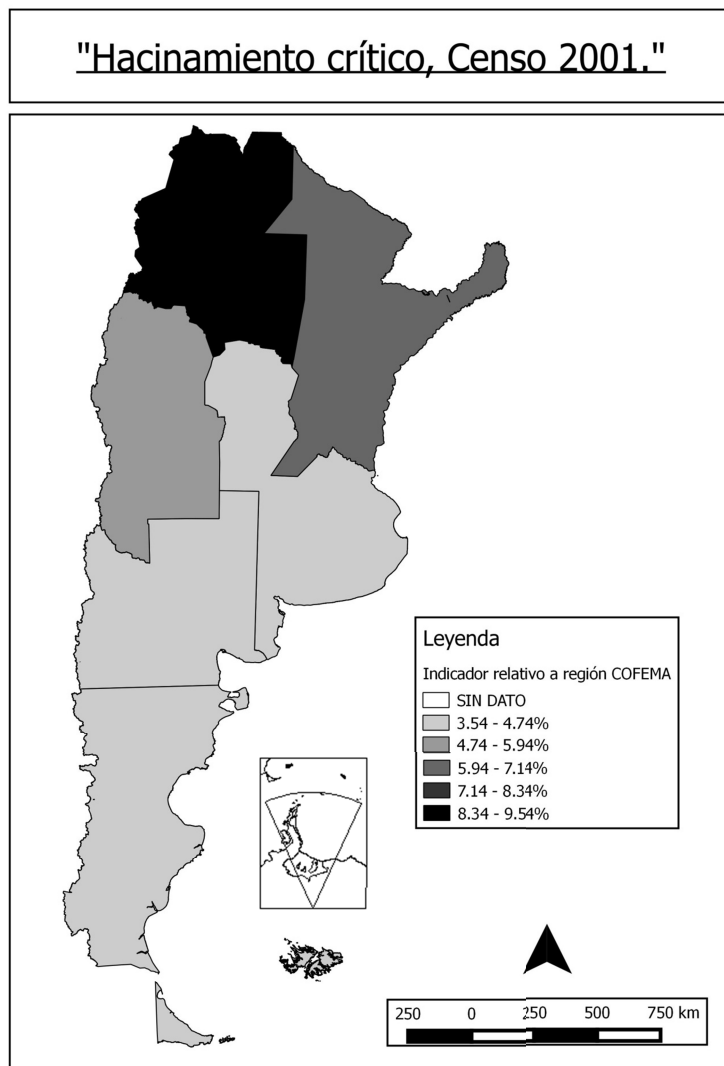 "Hacinamiento crítico, Censo 2001."
Leyenda
Indicador relativo a región COFEMA
SIN DATO
3.54 - 4.74%
4.74 - 5.94%
5.94 - 7.14%
7.14 - 8.34%
8.34 - 9.54%
250 0 250 500 750 km